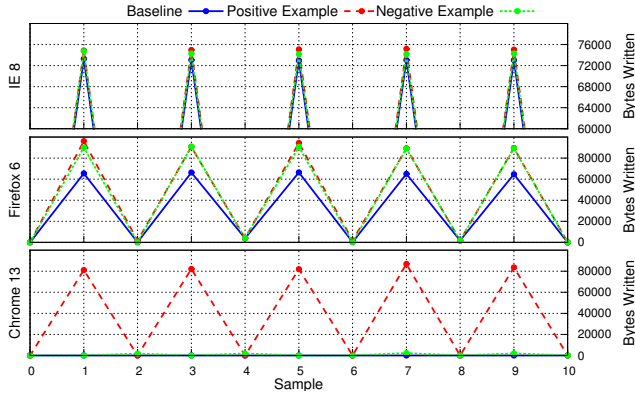 Baseline Positive Example Negative Example
IE 8
76000
72000
68000
64000
60000
Bytes Written
Firefox 6
80000
60000
40000
20000
0
Bytes Written
Chrome 13
80000
60000
40000
20000
0
Bytes Written
0 1 2 3 4 5 6 7 8 9 10
Sample